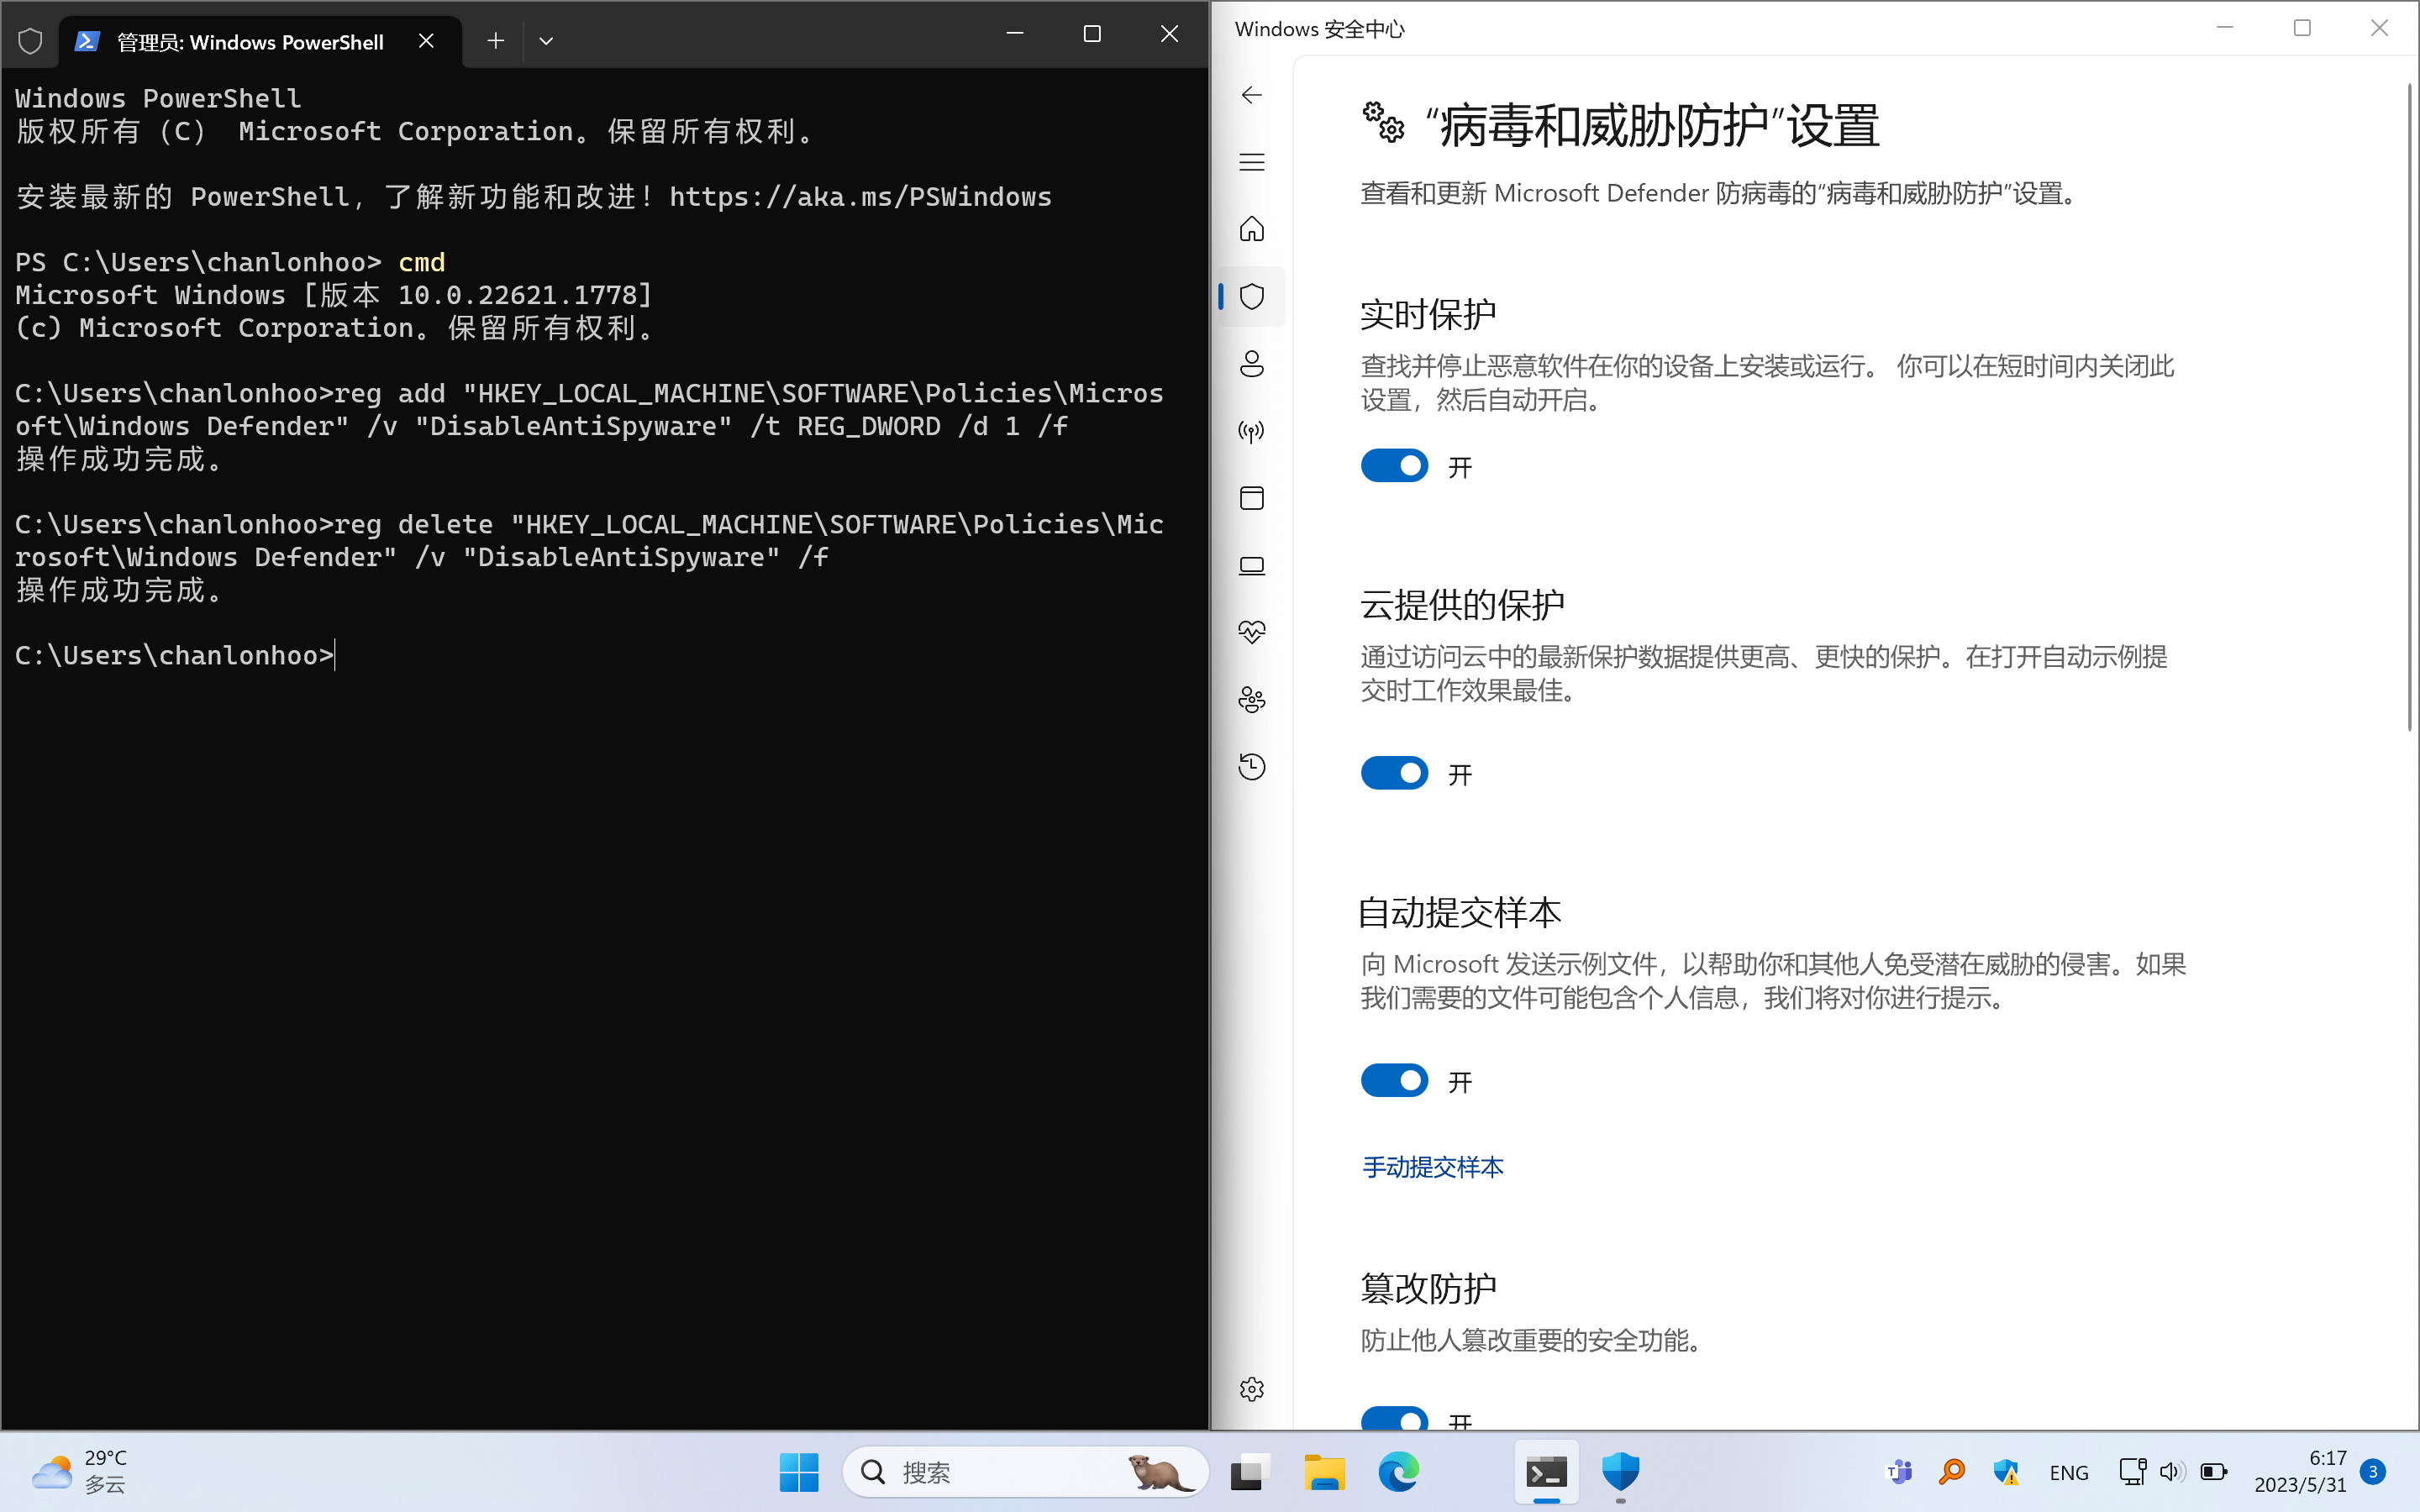 管理员: Windows PowerShell
Windows PowerShell
版权所有 (C) Microsoft Corporation。保留所有权利。
安装最新的 PowerShell，了解新功能和改进！https://aka.ms/PSWindows
PS C:\Users\chanlonhoo> cmd
Microsoft Windows [版本 10.0.22621.1778]
(c) Microsoft Corporation。保留所有权利。
C:\Users\chanlonhoo>reg add "HKEY_LOCAL_MACHINE\SOFTWARE\Policies\Micros
oft\Windows Defender" /v "DisableAntiSpyware" /t REG_DWORD /d 1 /f
操作成功完成。
C:\Users\chanlonhoo>reg delete "HKEY_LOCAL_MACHINE\SOFTWARE\Policies\Mic
rosoft\Windows Defender" /v "DisableAntiSpyware" /f
操作成功完成。
C:\Users\chanlonhoo>
Windows 安全中心
“病毒和威胁防护”设置
查看和更新 Microsoft Defender 防病毒的“病毒和威胁防护”设置。
实时保护
查找并停止恶意软件在你的设备上安装或运行。 你可以在短时间内关闭此
设置，然后自动开启。
开
云提供的保护
通过访问云中的最新保护数据提供更高、更快的保护。在打开自动示例提
交时工作效果最佳。
开
自动提交样本
向 Microsoft 发送示例文件，以帮助你和其他人免受潜在威胁的侵害。如果
我们需要的文件可能包含个人信息，我们将对你进行提示。
开
手动提交样本
篡改防护
防止他人篡改重要的安全功能。
开
29°C
多云
搜索
ENG
6:17
2023/5/31
3